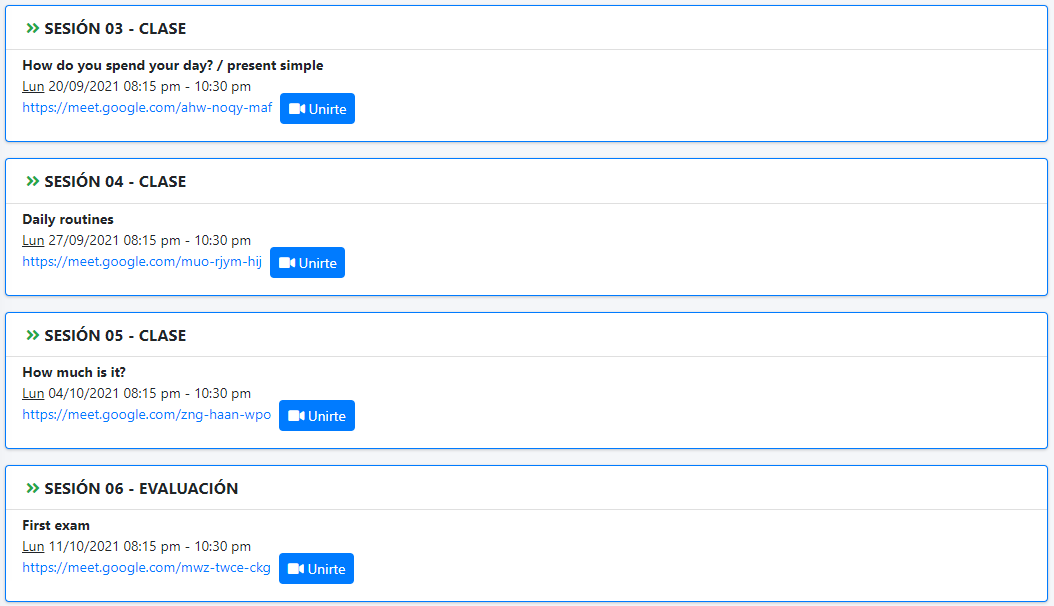 SESIÓN 03 - CLASE
How do you spend your day? / present simple
Lun 20/09/2021 08:15 pm - 10:30 pm
https://meet.google.com/ahw-noqy-maf Unirte
SESIÓN 04 - CLASE
Daily routines
Lun 27/09/2021 08:15 pm - 10:30 pm
https://meet.google.com/muo-rjym-hij Unirte
SESIÓN 05 - CLASE
How much is it?
Lun 04/10/2021 08:15 pm - 10:30 pm
https://meet.google.com/zng-haan-wpo Unirte
SESIÓN 06 - EVALUACIÓN
First exam
Lun 11/10/2021 08:15 pm - 10:30 pm
https://meet.google.com/mwz-twce-ckg Unirte